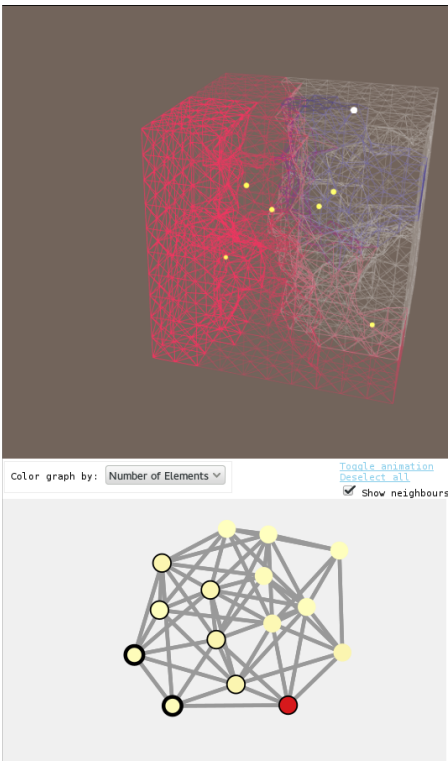 Color graph by: Number of Elements
Toggle animation
Deselect all
Show neighbours